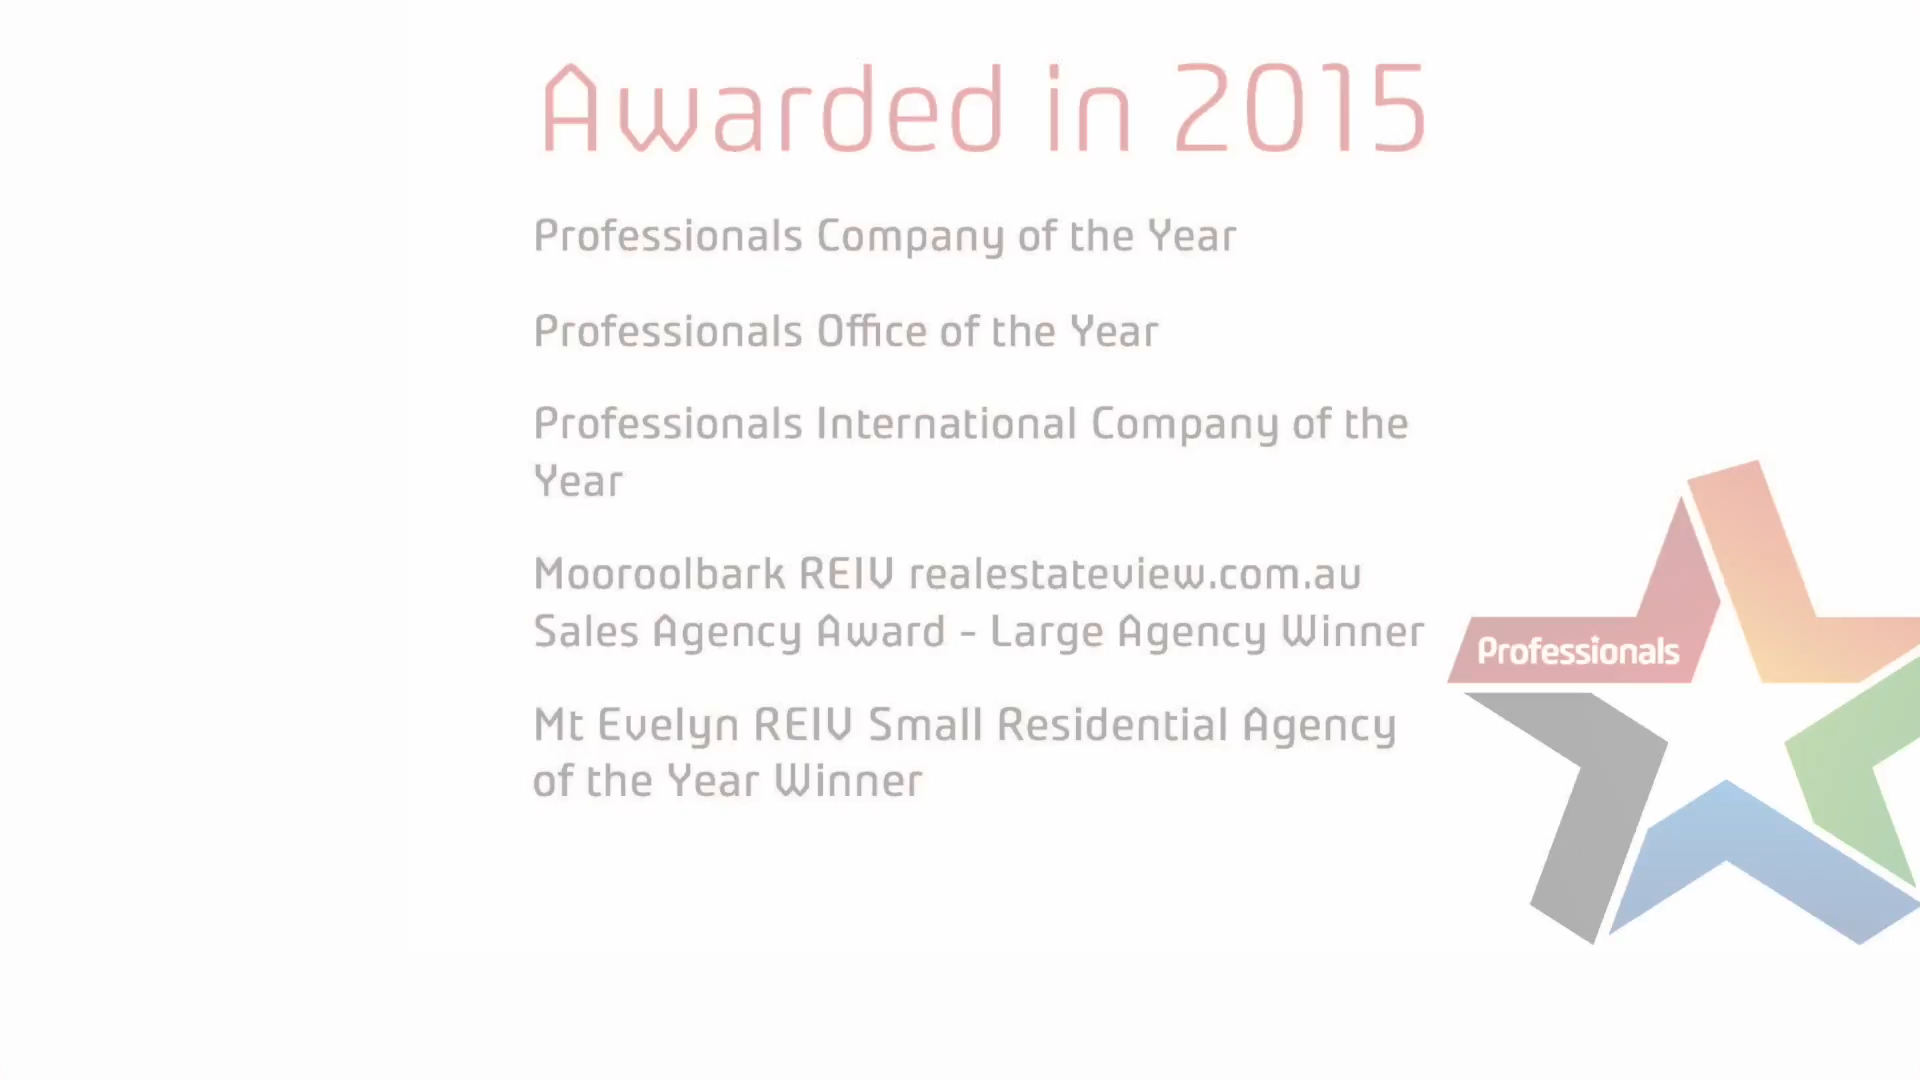 Awarded in 2015
Professionals Company of the Year
Professionals Office of the Year
Professionals International Company of the
Year
Mooroolbark REIV realestateview.com.au
Sales Agency Award - Large Agency Winner
Professionals
Mt Evelyn REIV Small Residential Agency
of the Year Winner